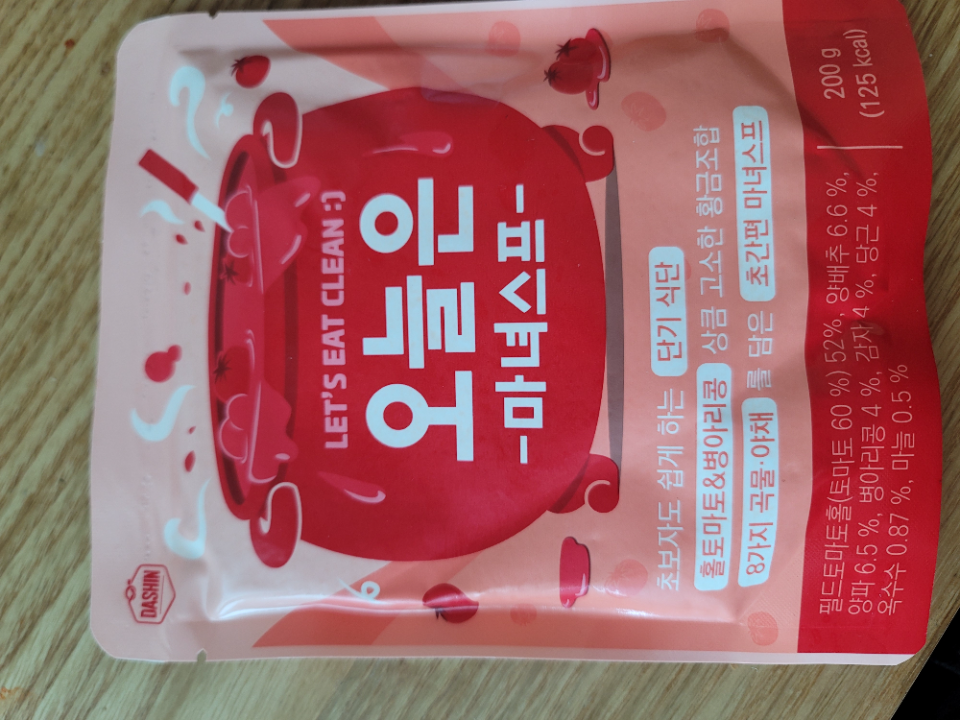 DASHIN
LET'S EAT CLEAN :)
오늘은
-마녀스프-
초보자도 쉽게 하는 단기 식단
홀토마토&병아리콩 상큼 고소한 황금조합
8가지 곡물·야채 를 담은 초간편 마녀스프
필드토마토홀(토마토 60 %) 52%, 양배추 6.6 %,
양파 6.5 %, 병아리콩 4 %, 감자 4 %, 당근 4 %,
옥수수 0.87 %, 마늘 0.5 %
200 g
(125 kcal)